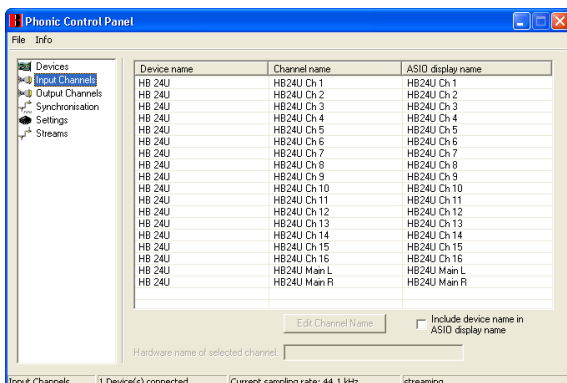 Phonic Control Panel
File Info
Devices
Input Channels
Output Channels
Synchronisation
Settings
Streams
Device name Channel name ASIO display name
HB 24U HB24U Ch 1 HB24U Ch 1
HB 24U HB24U Ch 2 HB24U Ch 2
HB 24U HB24U Ch 3 HB24U Ch 3
HB 24U HB24U Ch 4 HB24U Ch 4
HB 24U HB24U Ch 5 HB24U Ch 5
HB 24U HB24U Ch 6 HB24U Ch 6
HB 24U HB24U Ch 7 HB24U Ch 7
HB 24U HB24U Ch 8 HB24U Ch 8
HB 24U HB24U Ch 9 HB24U Ch 9
HB 24U HB24U Ch 10 HB24U Ch 10
HB 24U HB24U Ch 11 HB24U Ch 11
HB 24U HB24U Ch 12 HB24U Ch 12
HB 24U HB24U Ch 13 HB24U Ch 13
HB 24U HB24U Ch 14 HB24U Ch 14
HB 24U HB24U Ch 15 HB24U Ch 15
HB 24U HB24U Ch 16 HB24U Ch 16
HB 24U HB24U Main L HB24U Main L
HB 24U HB24U Main R HB24U Main R
Edit Channel Name
Include device name in
ASIO display name
Hardware name of selected channel:
Input Channels 1 Device(s) connected Current sampling rate: 44.1 kHz streaming